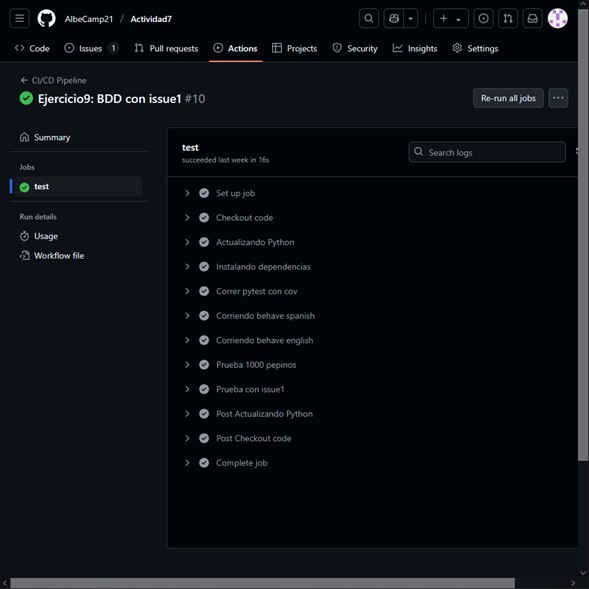 AlbeCamp21 / Actividad7
Code Issues 1 Pull requests Actions Projects Security Insights Settings
CI/CD Pipeline
Ejercicio9: BDD con issue1 #10
Re-run all jobs
Summary
Jobs
test
Run details
Usage
Workflow file
test
succeeded last week in 16s
Search logs
Set up job
Checkout code
Actualizando Python
Instalando dependencias
Correr pytest con cov
Corriendo behave spanish
Corriendo behave english
Prueba 1000 pepinos
Prueba con issue1
Post Actualizando Python
Post Checkout code
Complete job